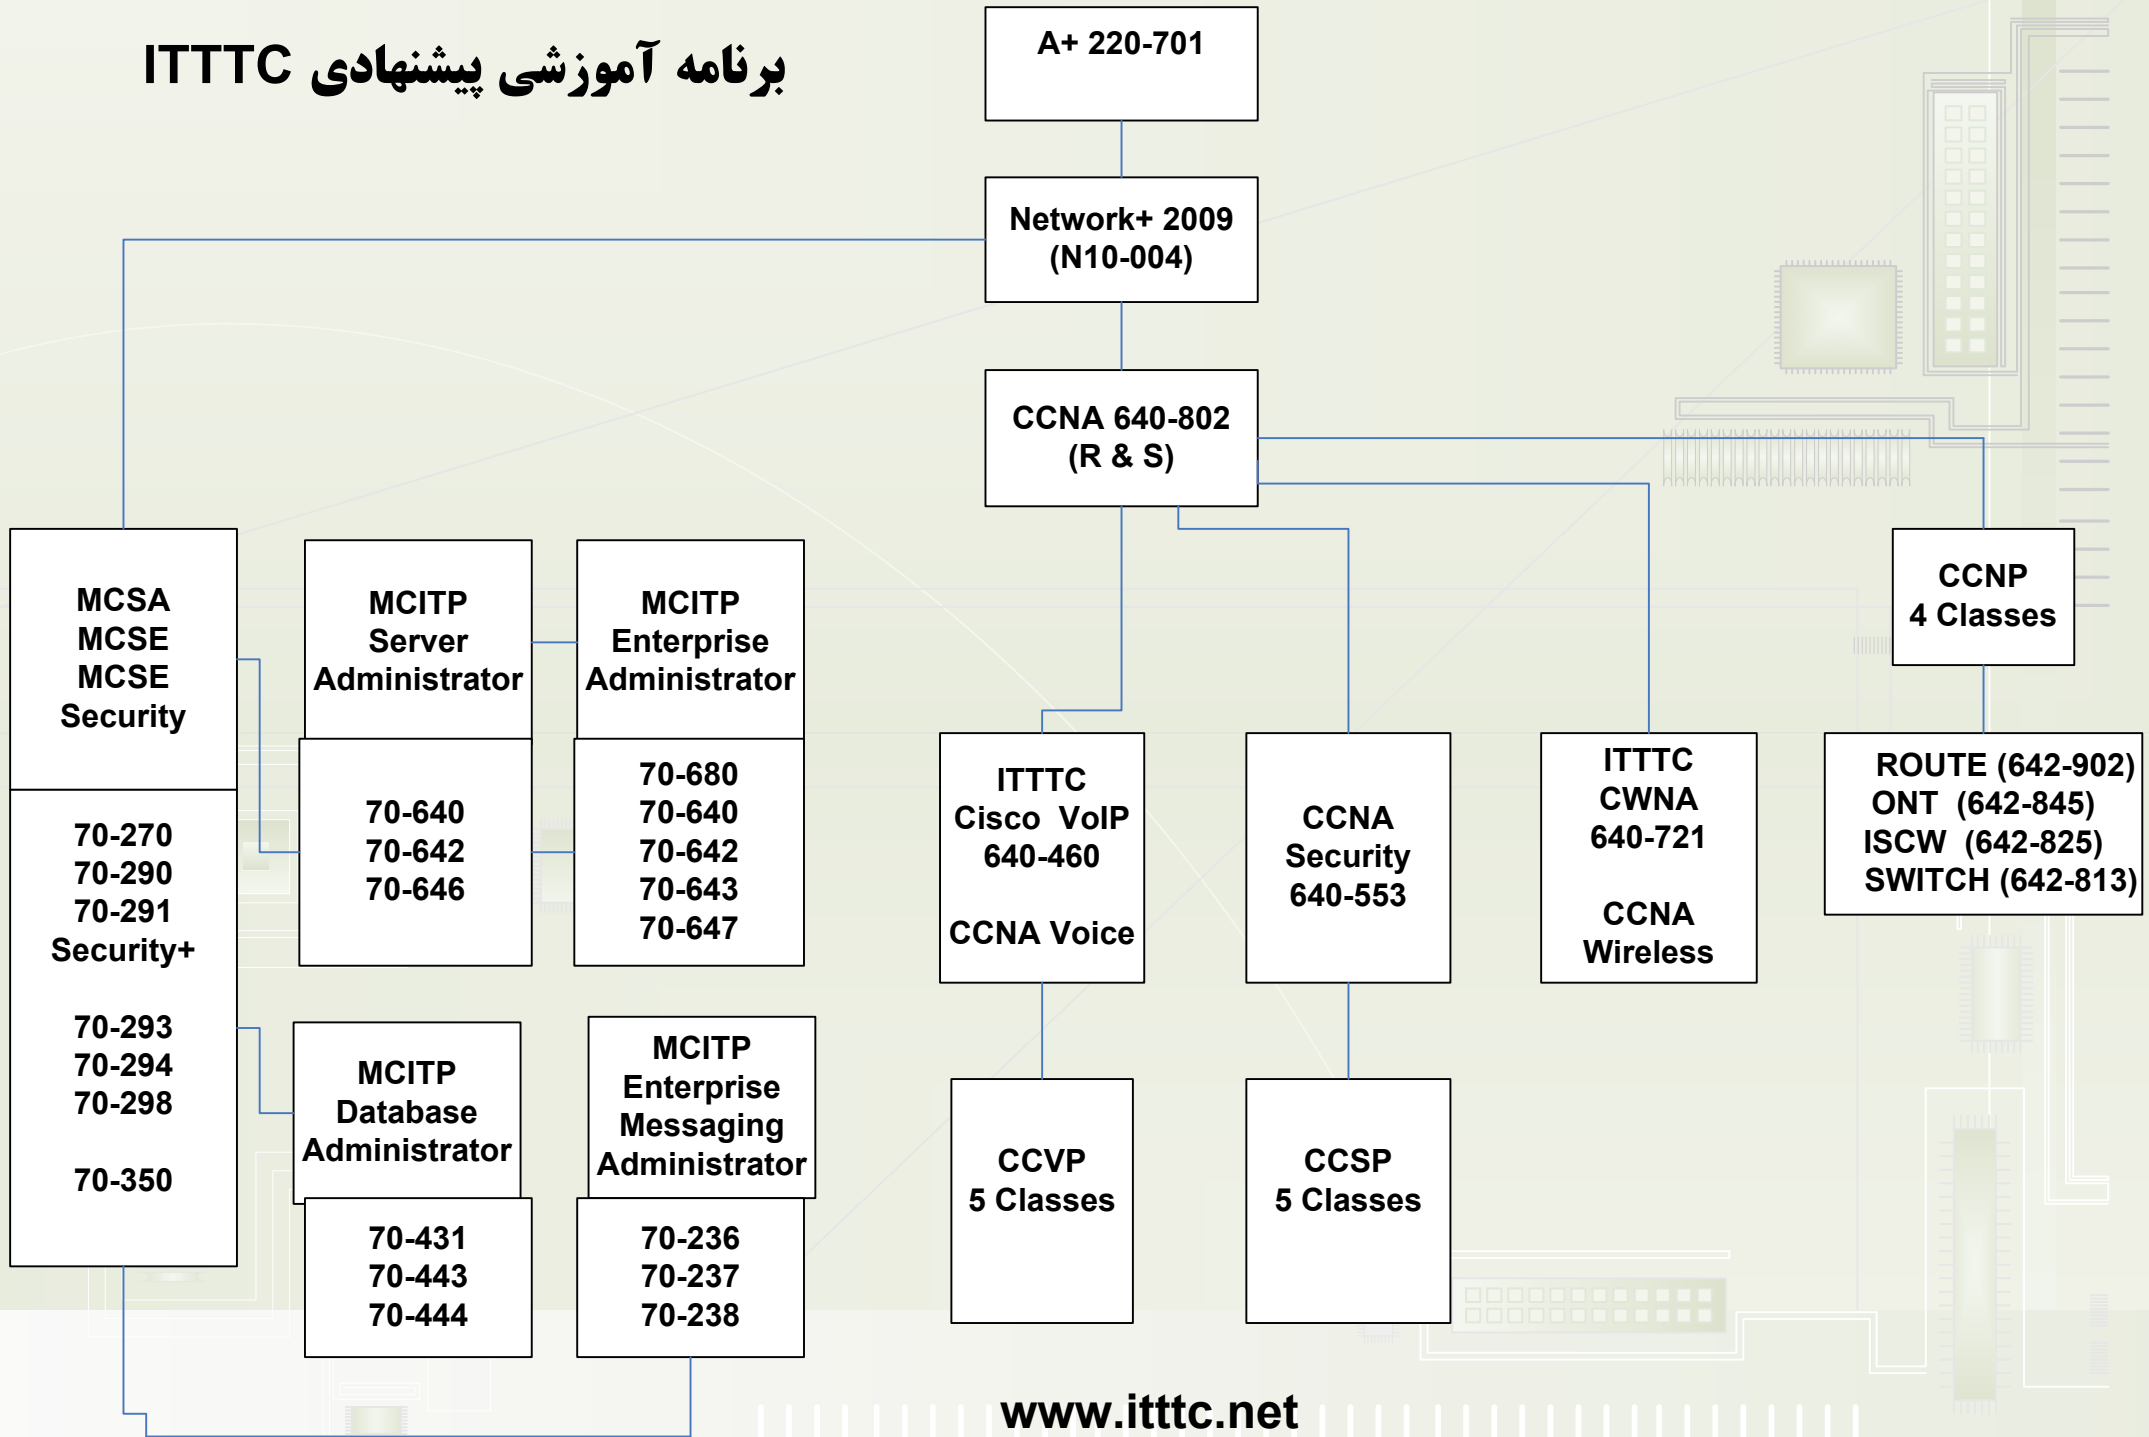 برنامه آموزشی پیشنهادی ITTTC
A+ 220-701
Network+ 2009
(N10-004)
CCNA 640-802
(R & S)
MCSA
MCSE
MCSE
Security
70-270
70-290
70-291
Security+
70-293
70-294
70-298
70-350
MCITP
Server
Administrator
70-640
70-642
70-646
MCITP
Enterprise
Administrator
70-680
70-640
70-642
70-643
70-647
MCITP
Database
Administrator
70-431
70-443
70-444
MCITP
Enterprise
Messaging
Administrator
70-236
70-237
70-238
ITTTC
Cisco VoIP
640-460
CCNA Voice
CCVP
5 Classes
CCNA
Security
640-553
CCSP
5 Classes
ITTTC
CWNA
640-721
CCNA
Wireless
CCNP
4 Classes
ROUTE (642-902)
ONT (642-845)
ISCW (642-825)
SWITCH (642-813)
www.itttc.net